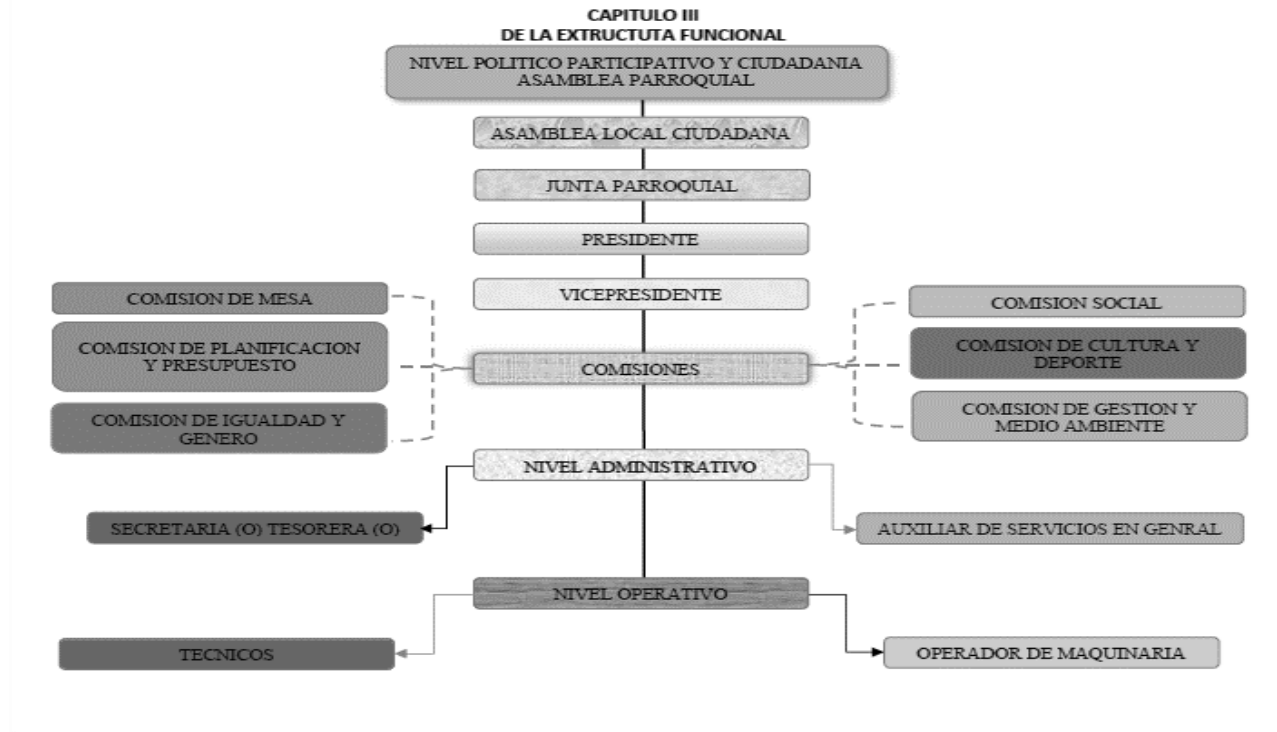 CAPITULO III
DE LA EXTRUCTUTA FUNCIONAL
NIVEL POLITICO PARTICIPATIVO Y CIUDADANIA
ASAMBLEA PARROQUIAL
ASAMBLEA LOCAL CIUDADANA
JUNTA PARROQUIAL
PRESIDENTE
VICEPRESIDENTE
COMISION DE MESA
COMISION DE PLANIFICACION
Y PRESUPUESTO
COMISION DE IGUALDAD Y
GENERO
COMISIONES
COMISION SOCIAL
COMISION DE CULTURA Y
DEPORTE
COMISION DE GESTION Y
MEDIO AMBIENTE
NIVEL ADMINISTRATIVO
SECRETARIA (O) TESORERA (O)
AUXILIAR DE SERVICIOS EN GENRAL
NIVEL OPERATIVO
TECNICOS
OPERADOR DE MAQUINARIA